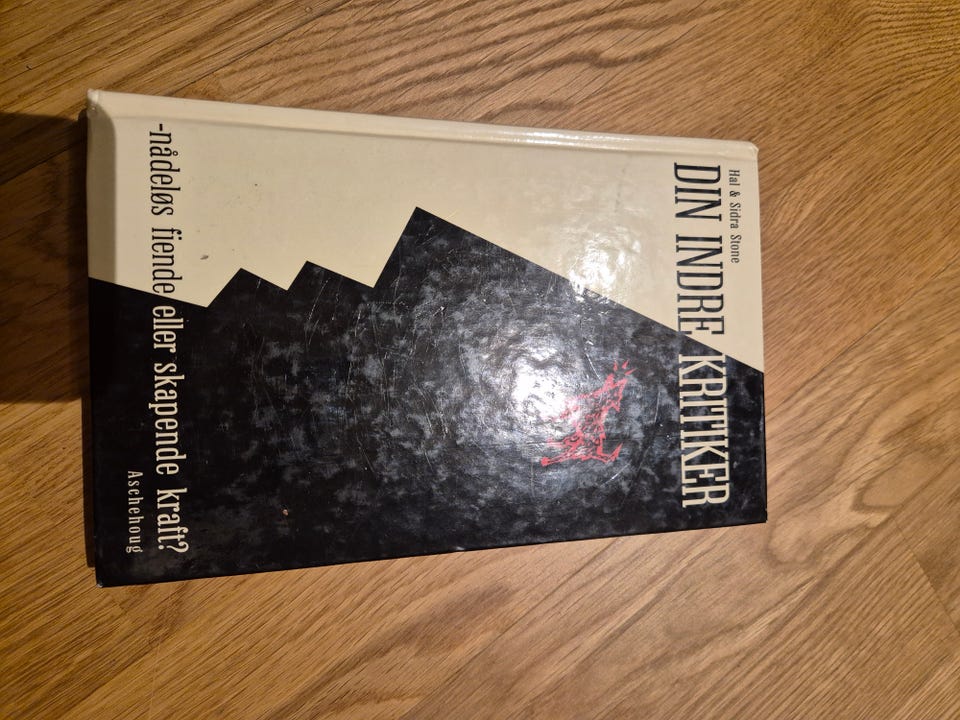 Hal & Sidra Stone
DIN INDRE KRITIKER
-nådeløs fiende eller skapende kraft?
Aschehoug